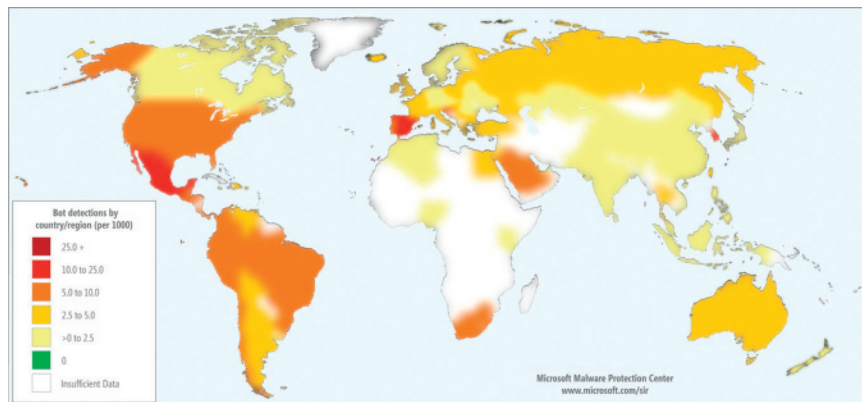 Bot detections by
country/region (per 1000)
25.0 +
10.0 to 25.0
5.0 to 10.0
2.5 to 5.0
>0 to 2.5
0
Insufficient Data
Microsoft Malware Protection Center
www.microsoft.com/sir